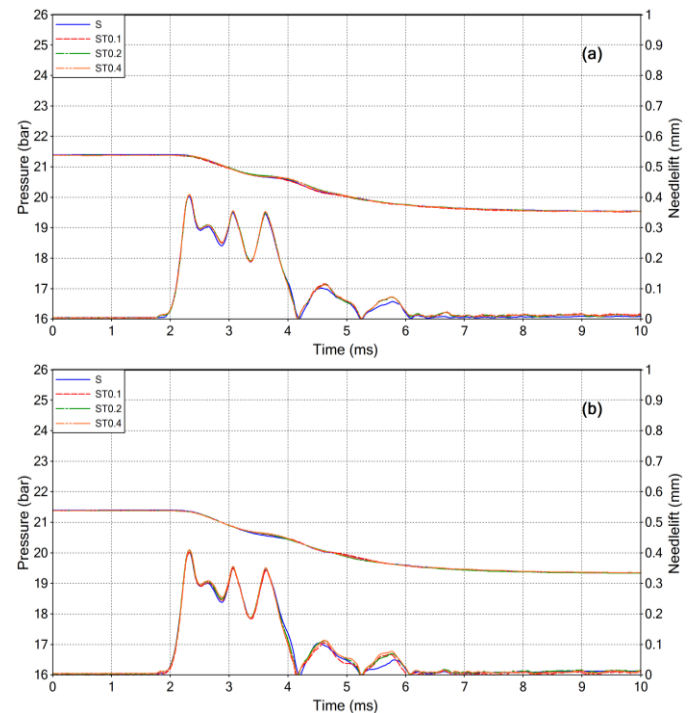 26
25
24
23
22
21
20
19
18
17
16
Pressure (bar)
S
ST0.1
ST0.2
ST0.4
(a)
1
0.9
0.8
0.7
0.6
0.5
0.4
0.3
0.2
0.1
0
Needlelift (mm)
0 1 2 3 4 5 6 7 8 9 10
Time (ms)
26
25
24
23
22
21
20
19
18
17
16
Pressure (bar)
S
ST0.1
ST0.2
ST0.4
(b)
1
0.9
0.8
0.7
0.6
0.5
0.4
0.3
0.2
0.1
0
Needlelift (mm)
0 1 2 3 4 5 6 7 8 9 10
Time (ms)